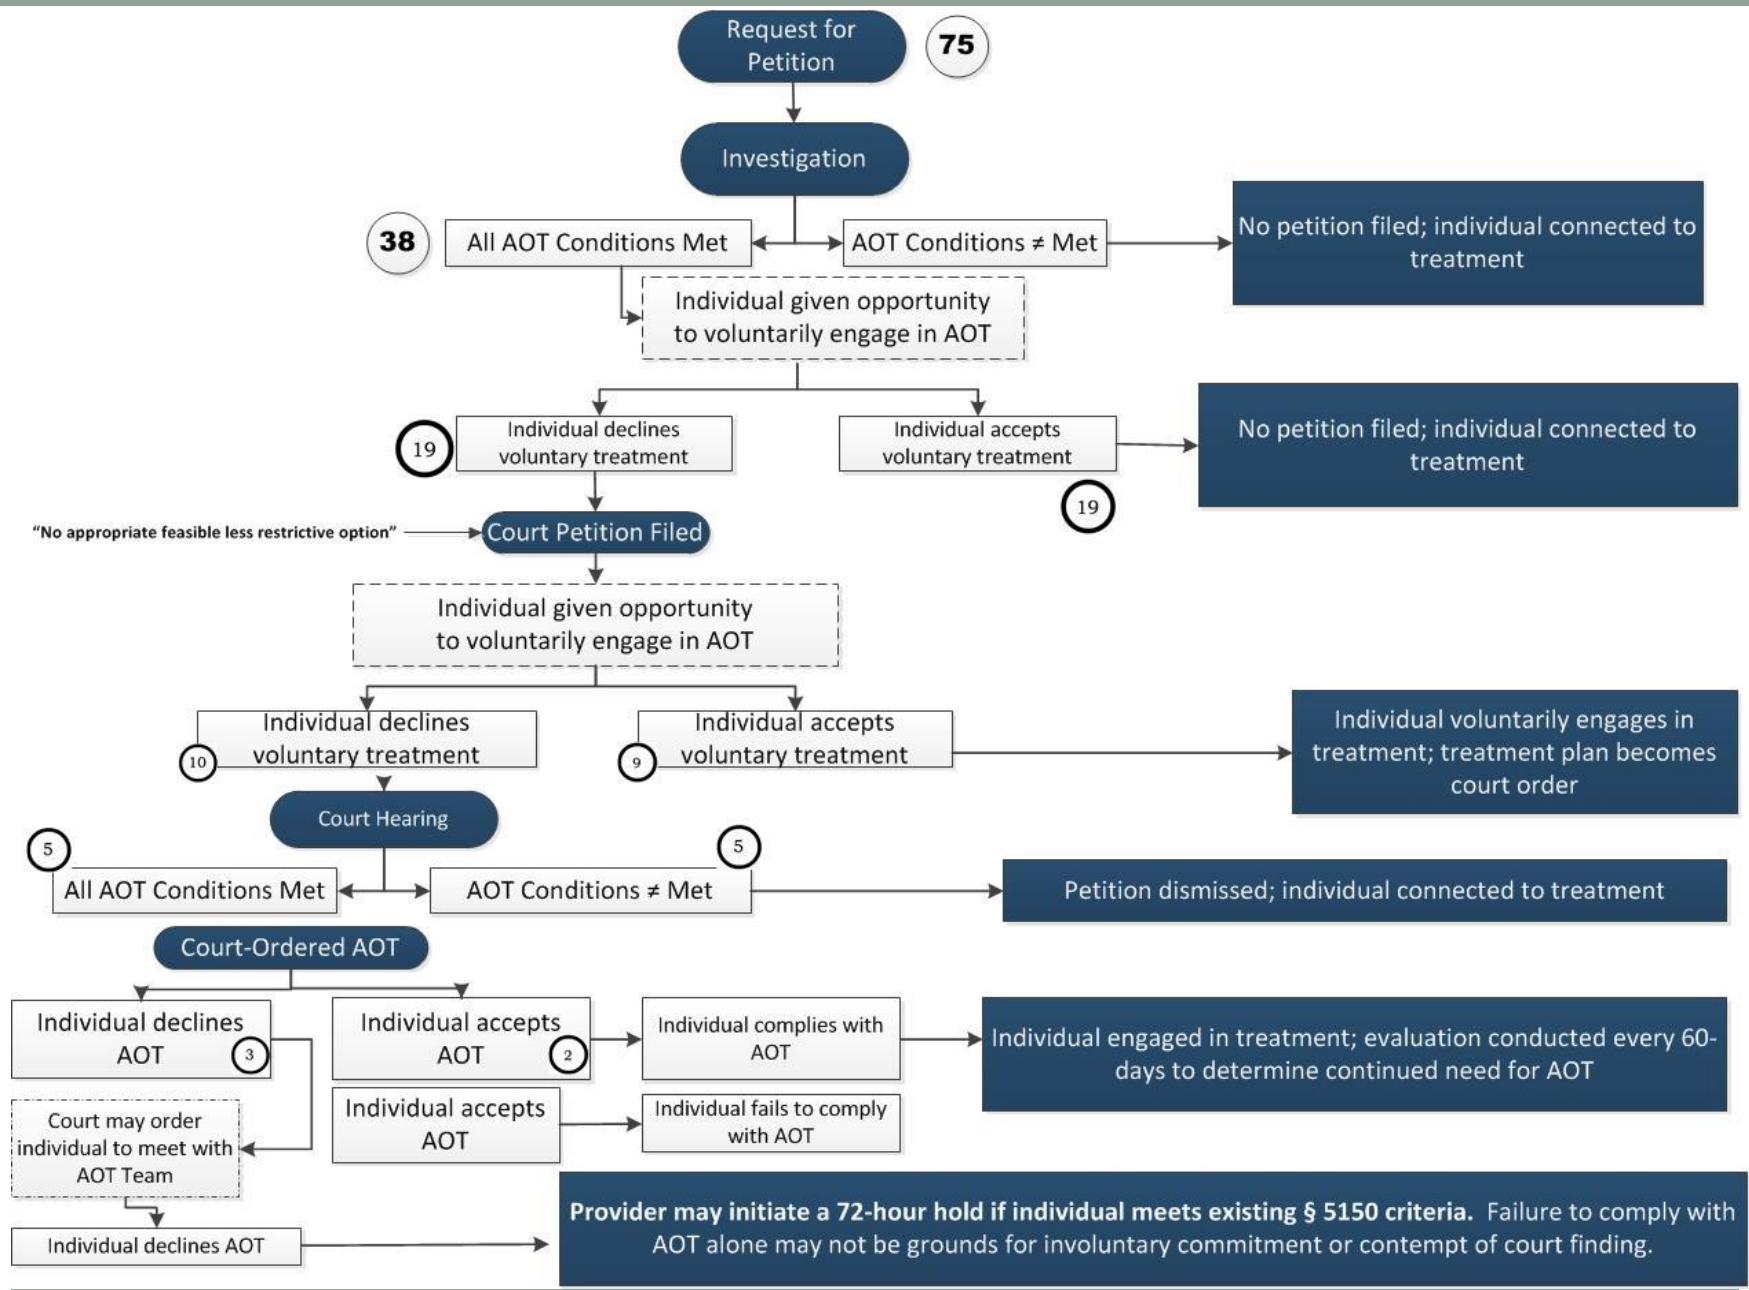 Request for
Petition
75
Investigation
38
All AOT Conditions Met
AOT Conditions ≠ Met
No petition filed; individual connected to
treatment
Individual given opportunity
to voluntarily engage in AOT
19
Individual declines
voluntary treatment
Individual accepts
voluntary treatment
19
No petition filed; individual connected to
treatment
“No appropriate feasible less restrictive option”
Court Petition Filed
Individual given opportunity
to voluntarily engage in AOT
Individual declines
voluntary treatment
10
Individual accepts
voluntary treatment
9
Individual voluntarily engages in
treatment; treatment plan becomes
court order
Court Hearing
5
All AOT Conditions Met
5
AOT Conditions ≠ Met
Petition dismissed; individual connected to treatment
Court-Ordered AOT
Individual declines
AOT
3
Individual accepts
AOT
2
Individual complies with
AOT
Individual engaged in treatment; evaluation conducted every 60-
days to determine continued need for AOT
Individual accepts
AOT
Individual fails to comply
with AOT
Court may order
individual to meet with
AOT Team
Individual declines AOT
Provider may initiate a 72-hour hold if individual meets existing § 5150 criteria. Failure to comply with
AOT alone may not be grounds for involuntary commitment or contempt of court finding.